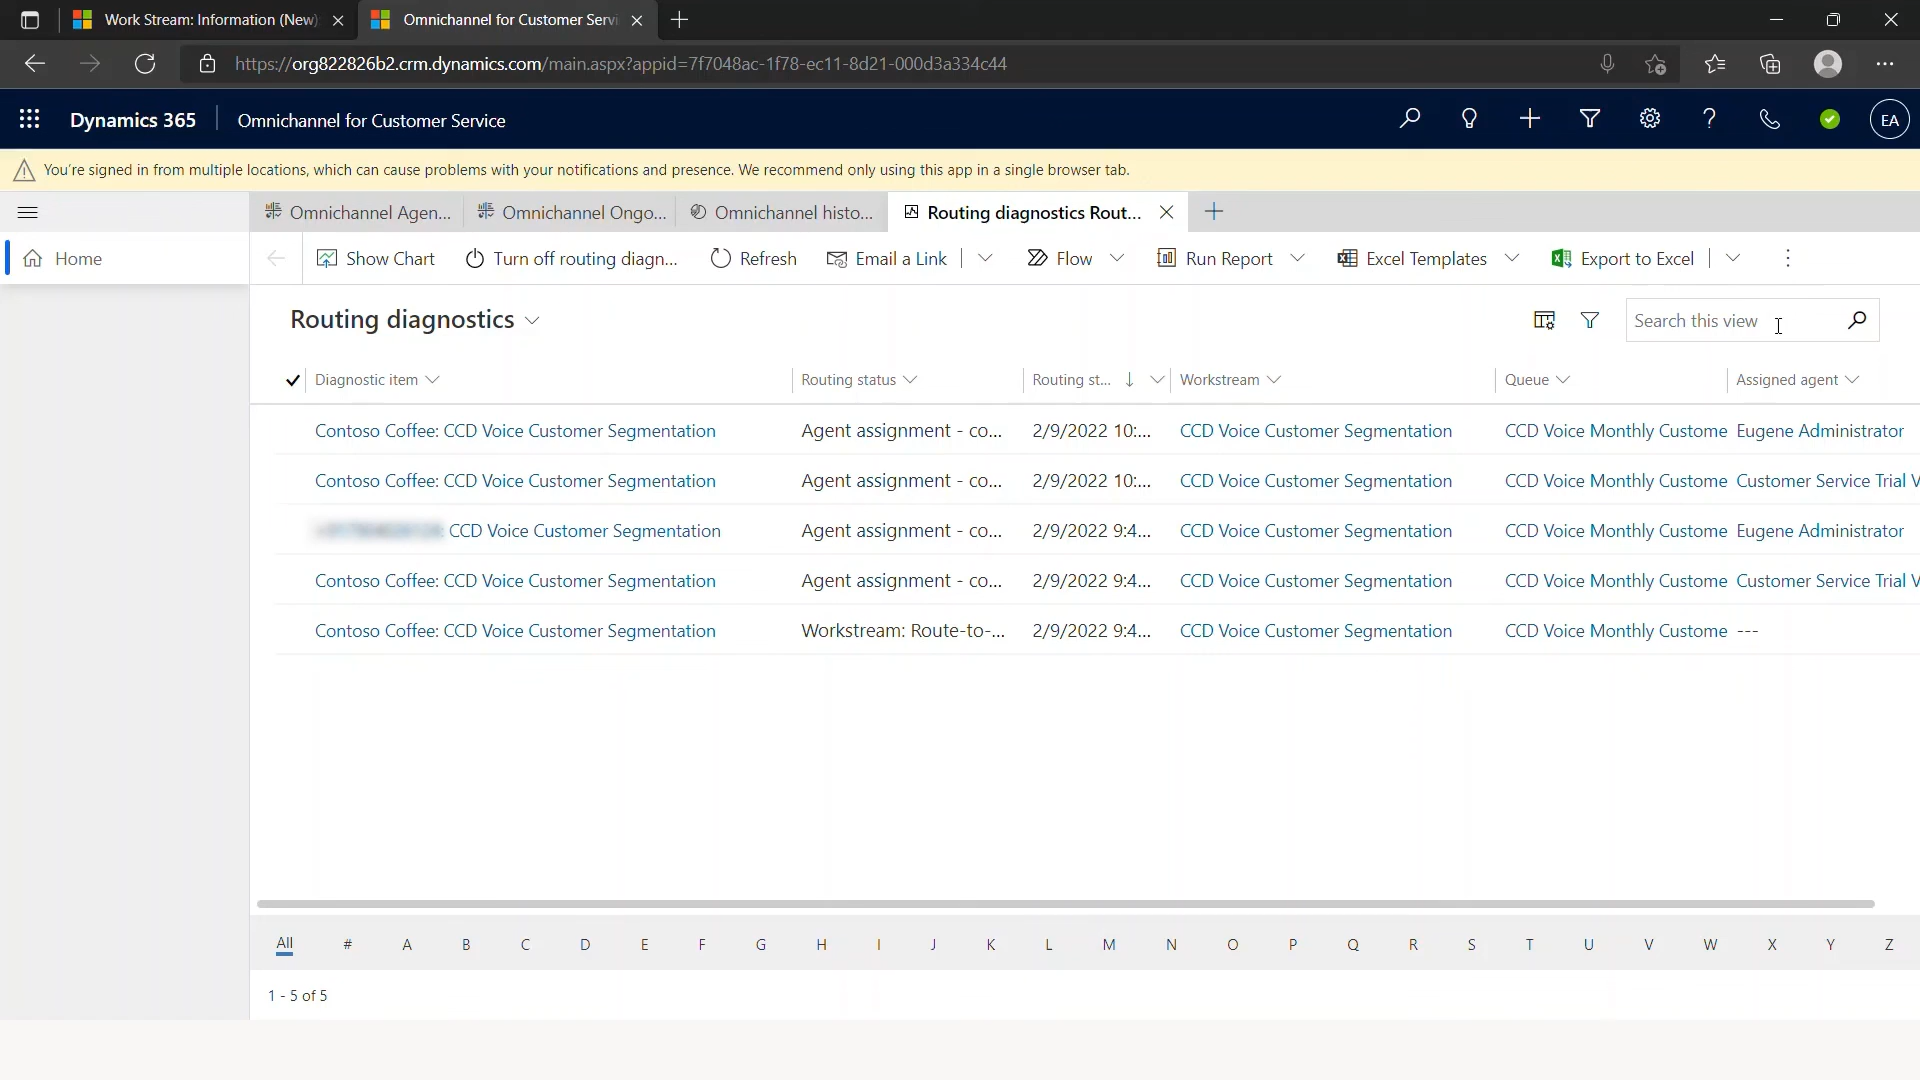 Work Stream: Information (New)
Omnichannel for Customer Servi
https://org822826b2.crm.dynamics.com/main.aspx?appid=7f7048ac-1f78-ec11-8d21-000d3a334c44
Dynamics 365
Omnichannel for Customer Service
EA
You're signed in from multiple locations, which can cause problems with your notifications and presence. We recommend only using this app in a single browser tab.
Omnichannel Agen...
Omnichannel Ongo...
Omnichannel histo...
Routing diagnostics Rout...
Home
Show Chart
Turn off routing diagn...
Refresh
Email a Link
Flow
Run Report
Excel Templates
Export to Excel
Routing diagnostics
Search this view
Diagnostic item Routing status Routing st... Workstream Queue Assigned agent
Contoso Coffee: CCD Voice Customer Segmentation Agent assignment - co... 2/9/2022 10:... CCD Voice Customer Segmentation CCD Voice Monthly Custome Eugene Administrator
Contoso Coffee: CCD Voice Customer Segmentation Agent assignment - co... 2/9/2022 10:... CCD Voice Customer Segmentation CCD Voice Monthly Custome Customer Service Trial V
CCD Voice Customer Segmentation Agent assignment - co... 2/9/2022 9:4... CCD Voice Customer Segmentation CCD Voice Monthly Custome Eugene Administrator
Contoso Coffee: CCD Voice Customer Segmentation Agent assignment - co... 2/9/2022 9:4... CCD Voice Customer Segmentation CCD Voice Monthly Custome Customer Service Trial V
Contoso Coffee: CCD Voice Customer Segmentation Workstream: Route-to-... 2/9/2022 9:4... CCD Voice Customer Segmentation CCD Voice Monthly Custome ---
All # A B C D E F G H I J K L M N O P Q R S T U V W X Y Z
1 - 5 of 5